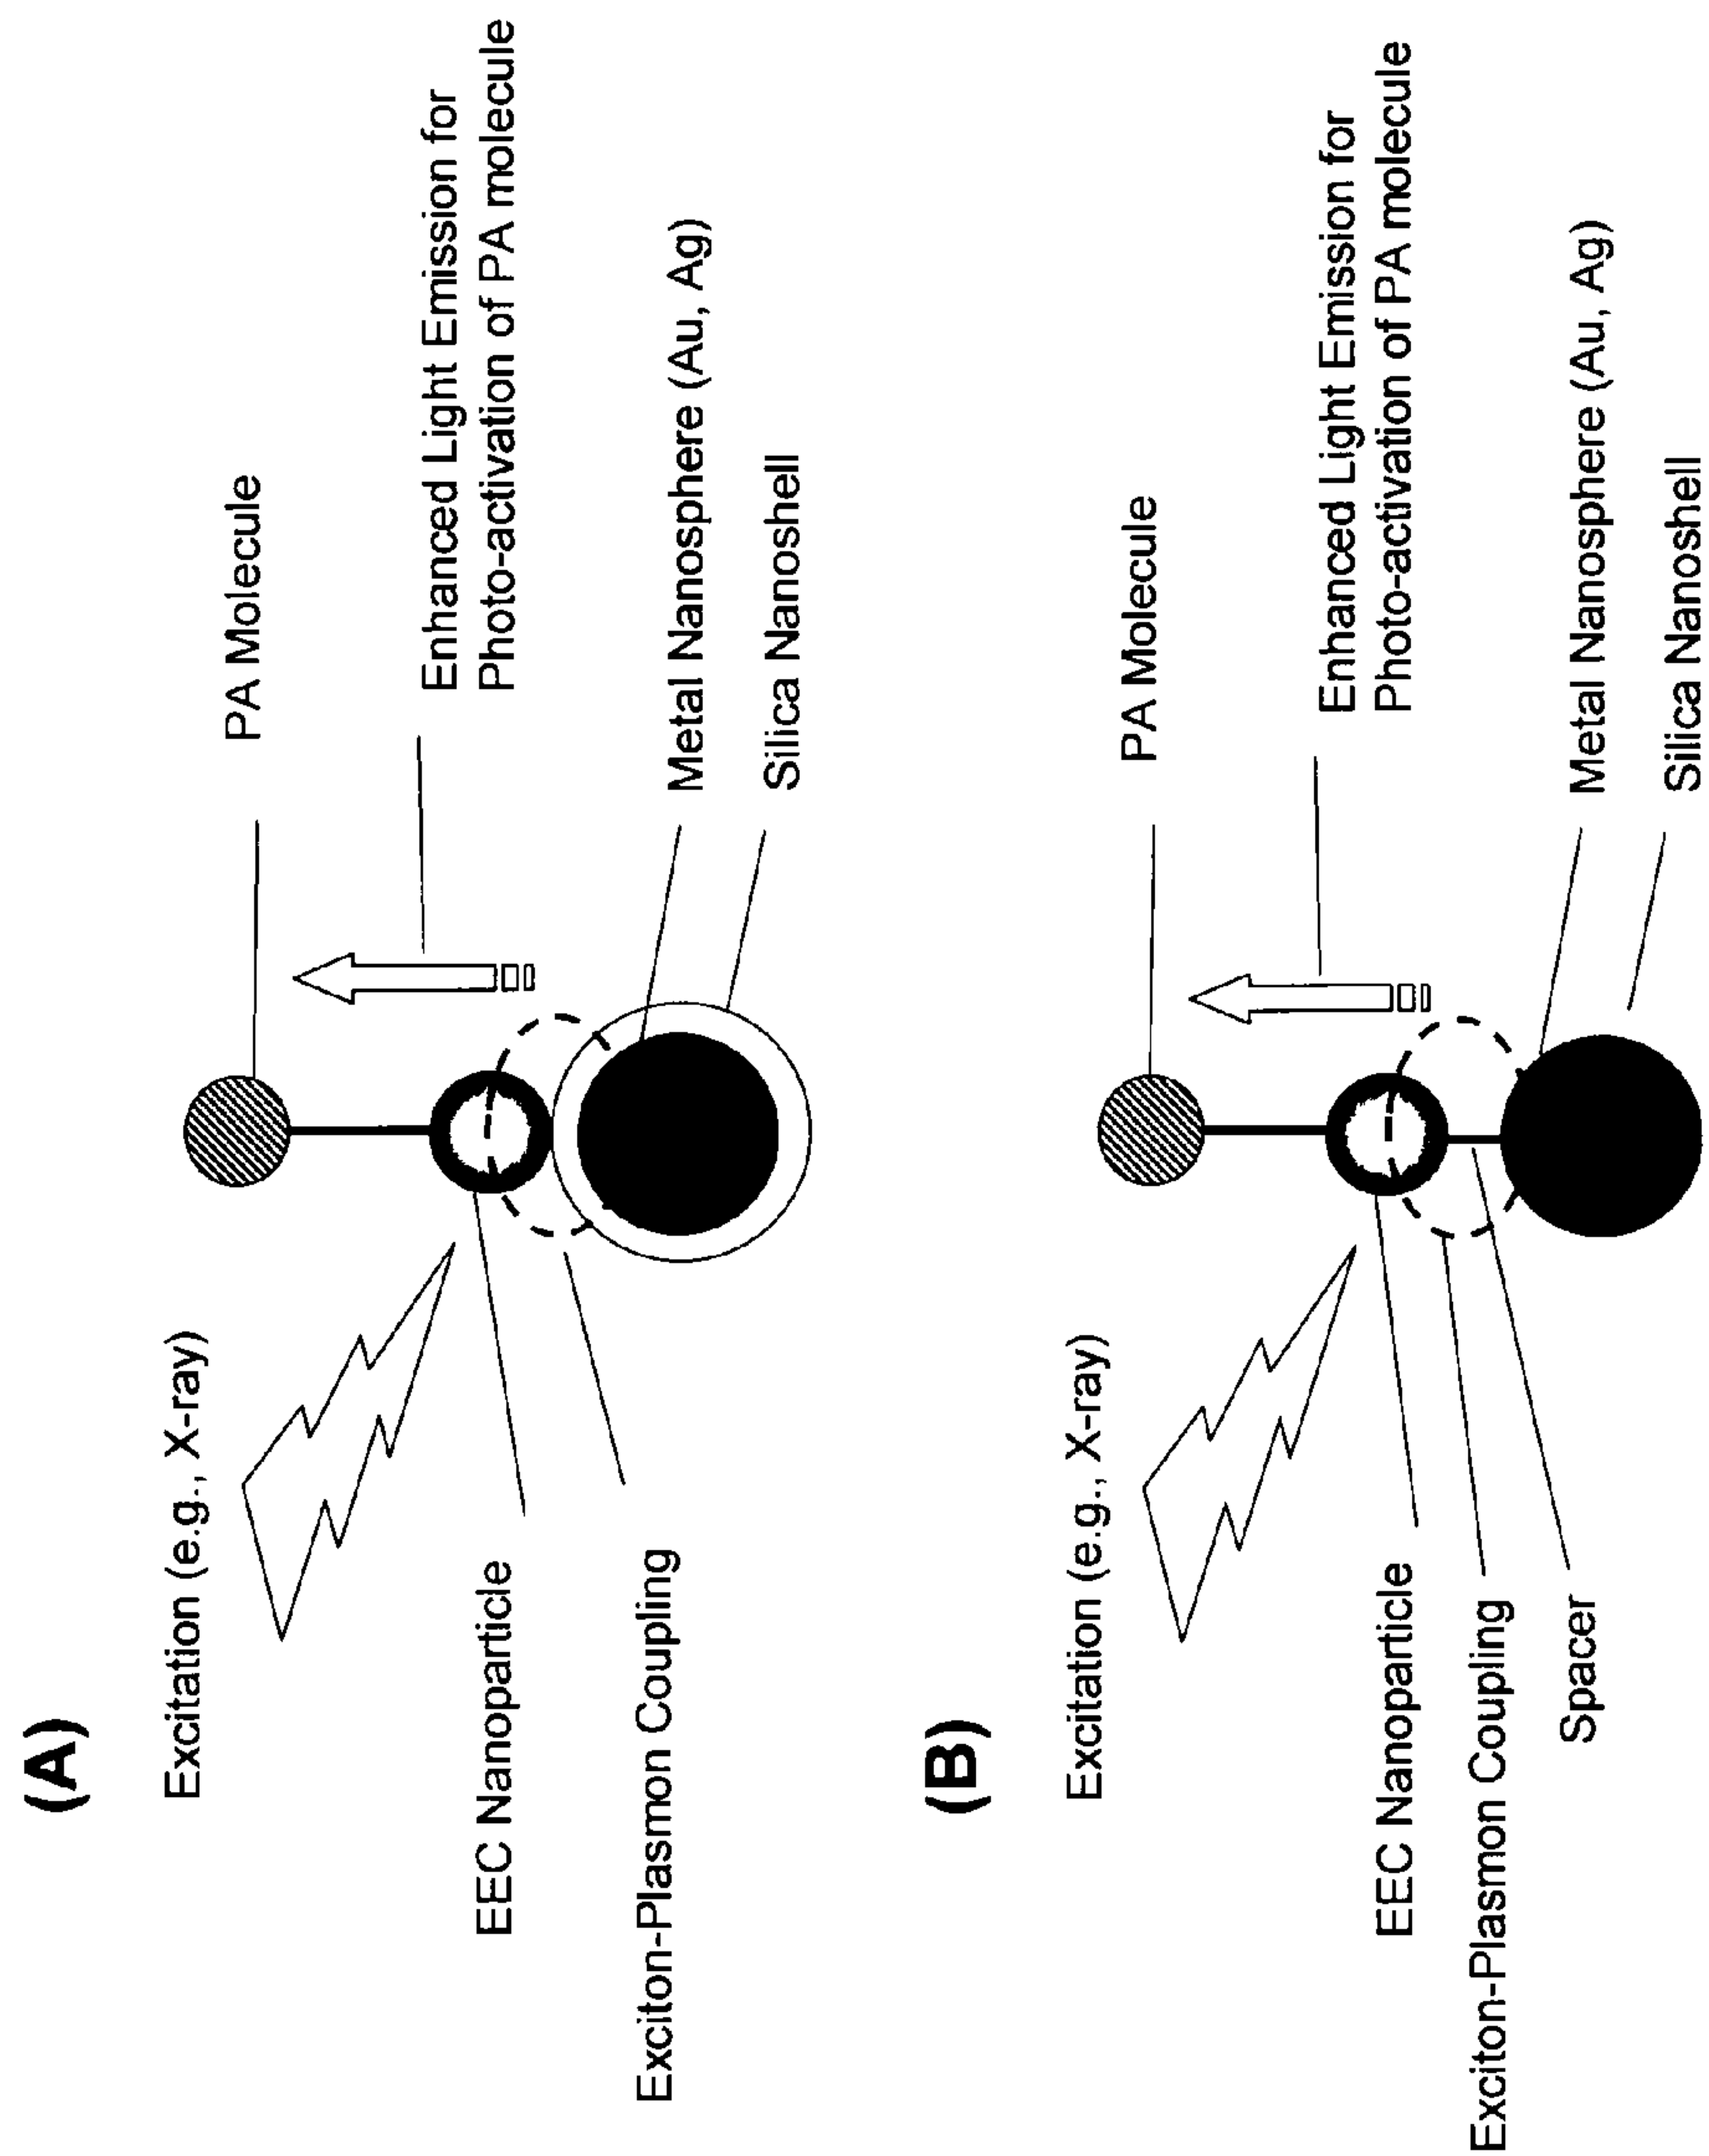 (A)
Excitation (e.g., X-ray)
PA Molecule
EEC Nanoparticle
Enhanced Light Emission for
Photo-activation of PA molecule
Exciton-Plasmon Coupling
Metal Nanosphere (Au, Ag)
Silica Nanoshell
(B)
Excitation (e.g., X-ray)
PA Molecule
EEC Nanoparticle
Enhanced Light Emission for
Photo-activation of PA molecule
Exciton-Plasmon Coupling
Spacer
Metal Nanosphere (Au, Ag)
Silica Nanoshell